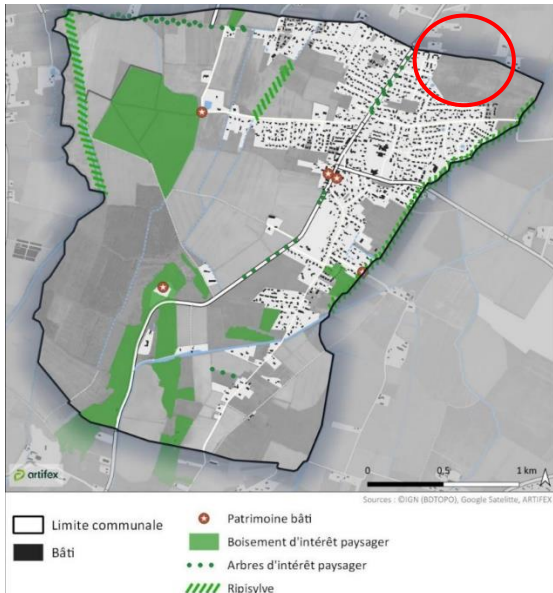 artifex
0 0.5 1 km
Sources : ©IGN (BDTOPO), Google Satelitte, ARTIFEX
Limite communale
Bâti
Patrimoine bâti
Boisement d'intérêt paysager
Arbres d'intérêt paysager
Ripisylve